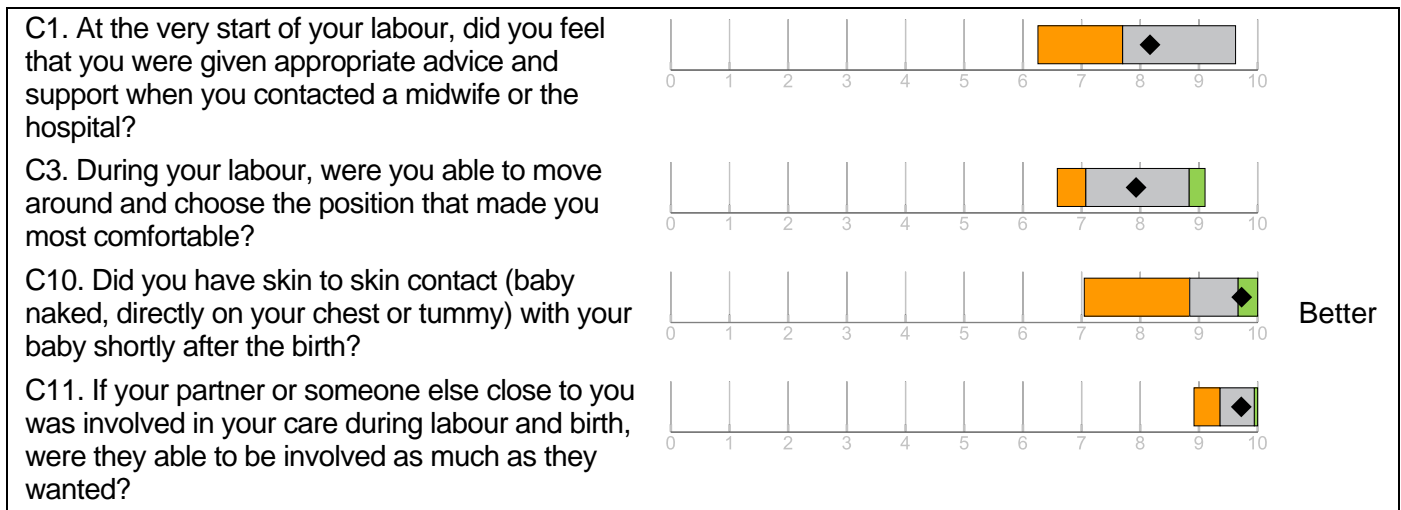 C1. At the very start of your labour, did you feel
that you were given appropriate advice and
support when you contacted a midwife or the
hospital?
0 1 2 3 4 5 6 7 8 9 10
C3. During your labour, were you able to move
around and choose the position that made you
most comfortable?
0 1 2 3 4 5 6 7 8 9 10
C10. Did you have skin to skin contact (baby
naked, directly on your chest or tummy) with your
baby shortly after the birth?
0 1 2 3 4 5 6 7 8 9 10
Better
C11. If your partner or someone else close to you
was involved in your care during labour and birth,
were they able to be involved as much as they
wanted?
0 1 2 3 4 5 6 7 8 9 10